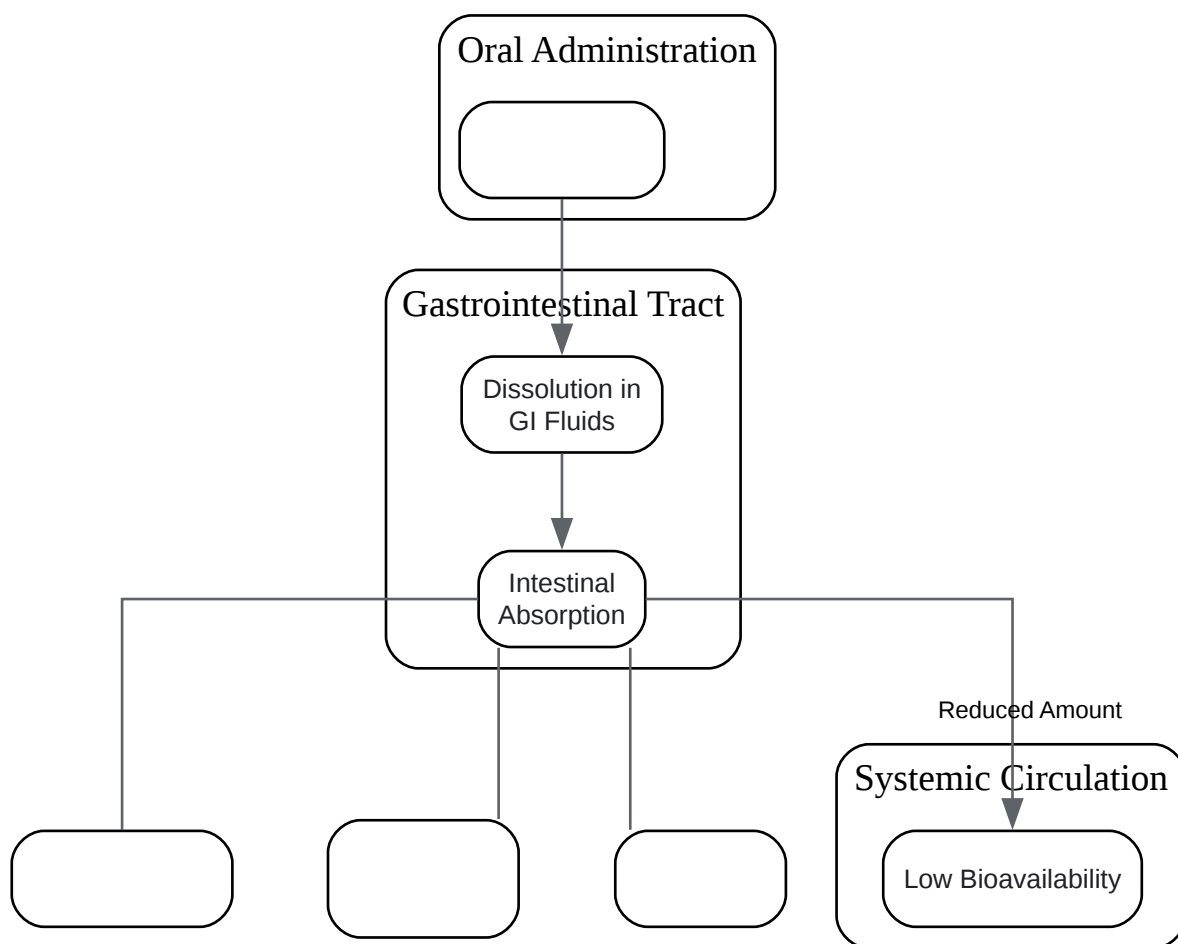 Oral Administration
Gastrointestinal Tract
Dissolution in
GI Fluids
Intestinal
Absorption
Reduced Amount
Systemic Circulation
Low Bioavailability